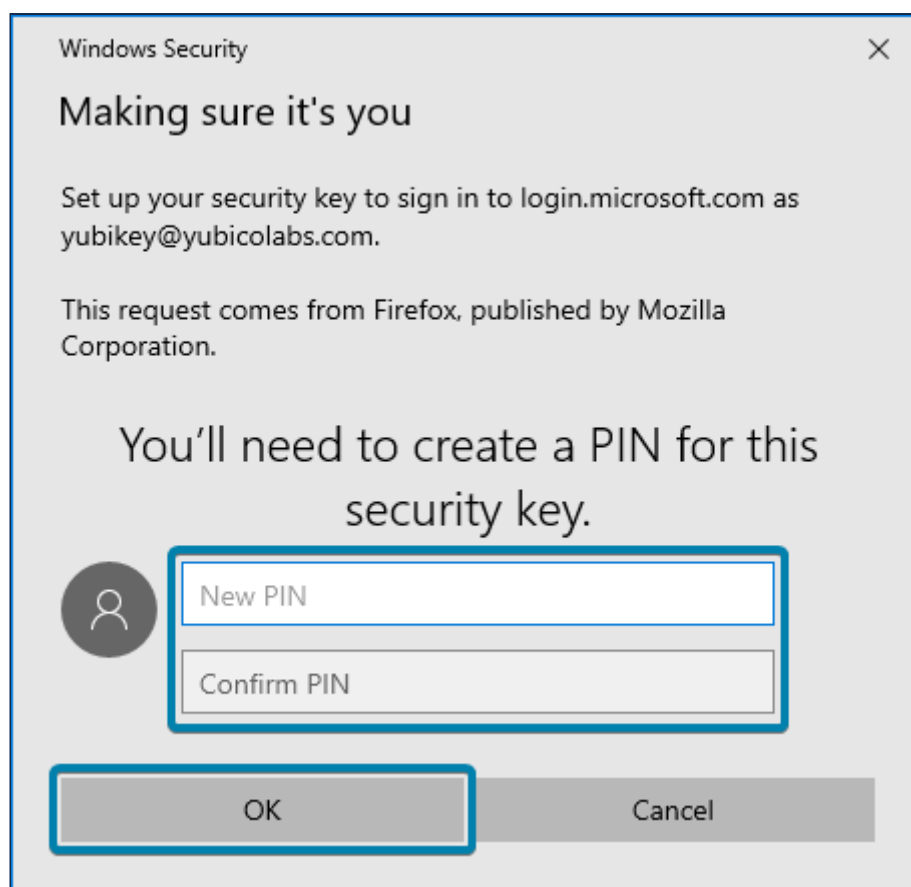 Windows Security
Making sure it's you
Set up your security key to sign in to login.microsoft.com as
yubikey@yubicolabs.com.
This request comes from Firefox, published by Mozilla
Corporation.
You’ll need to create a PIN for this
security key.
New PIN
Confirm PIN
OK
Cancel